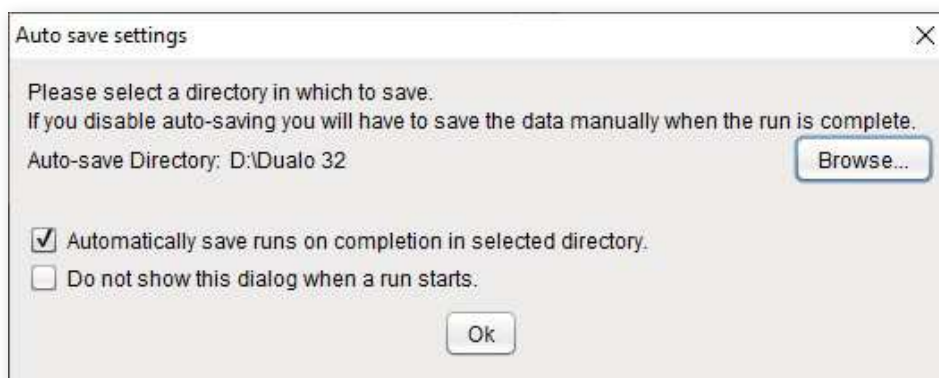 Auto save settings
Please select a directory in which to save.
If you disable auto-saving you will have to save the data manually when the run is complete.
Auto-save Directory: D:\Dualo 32
Browse...
Automatically save runs on completion in selected directory.
Do not show this dialog when a run starts.
Ok